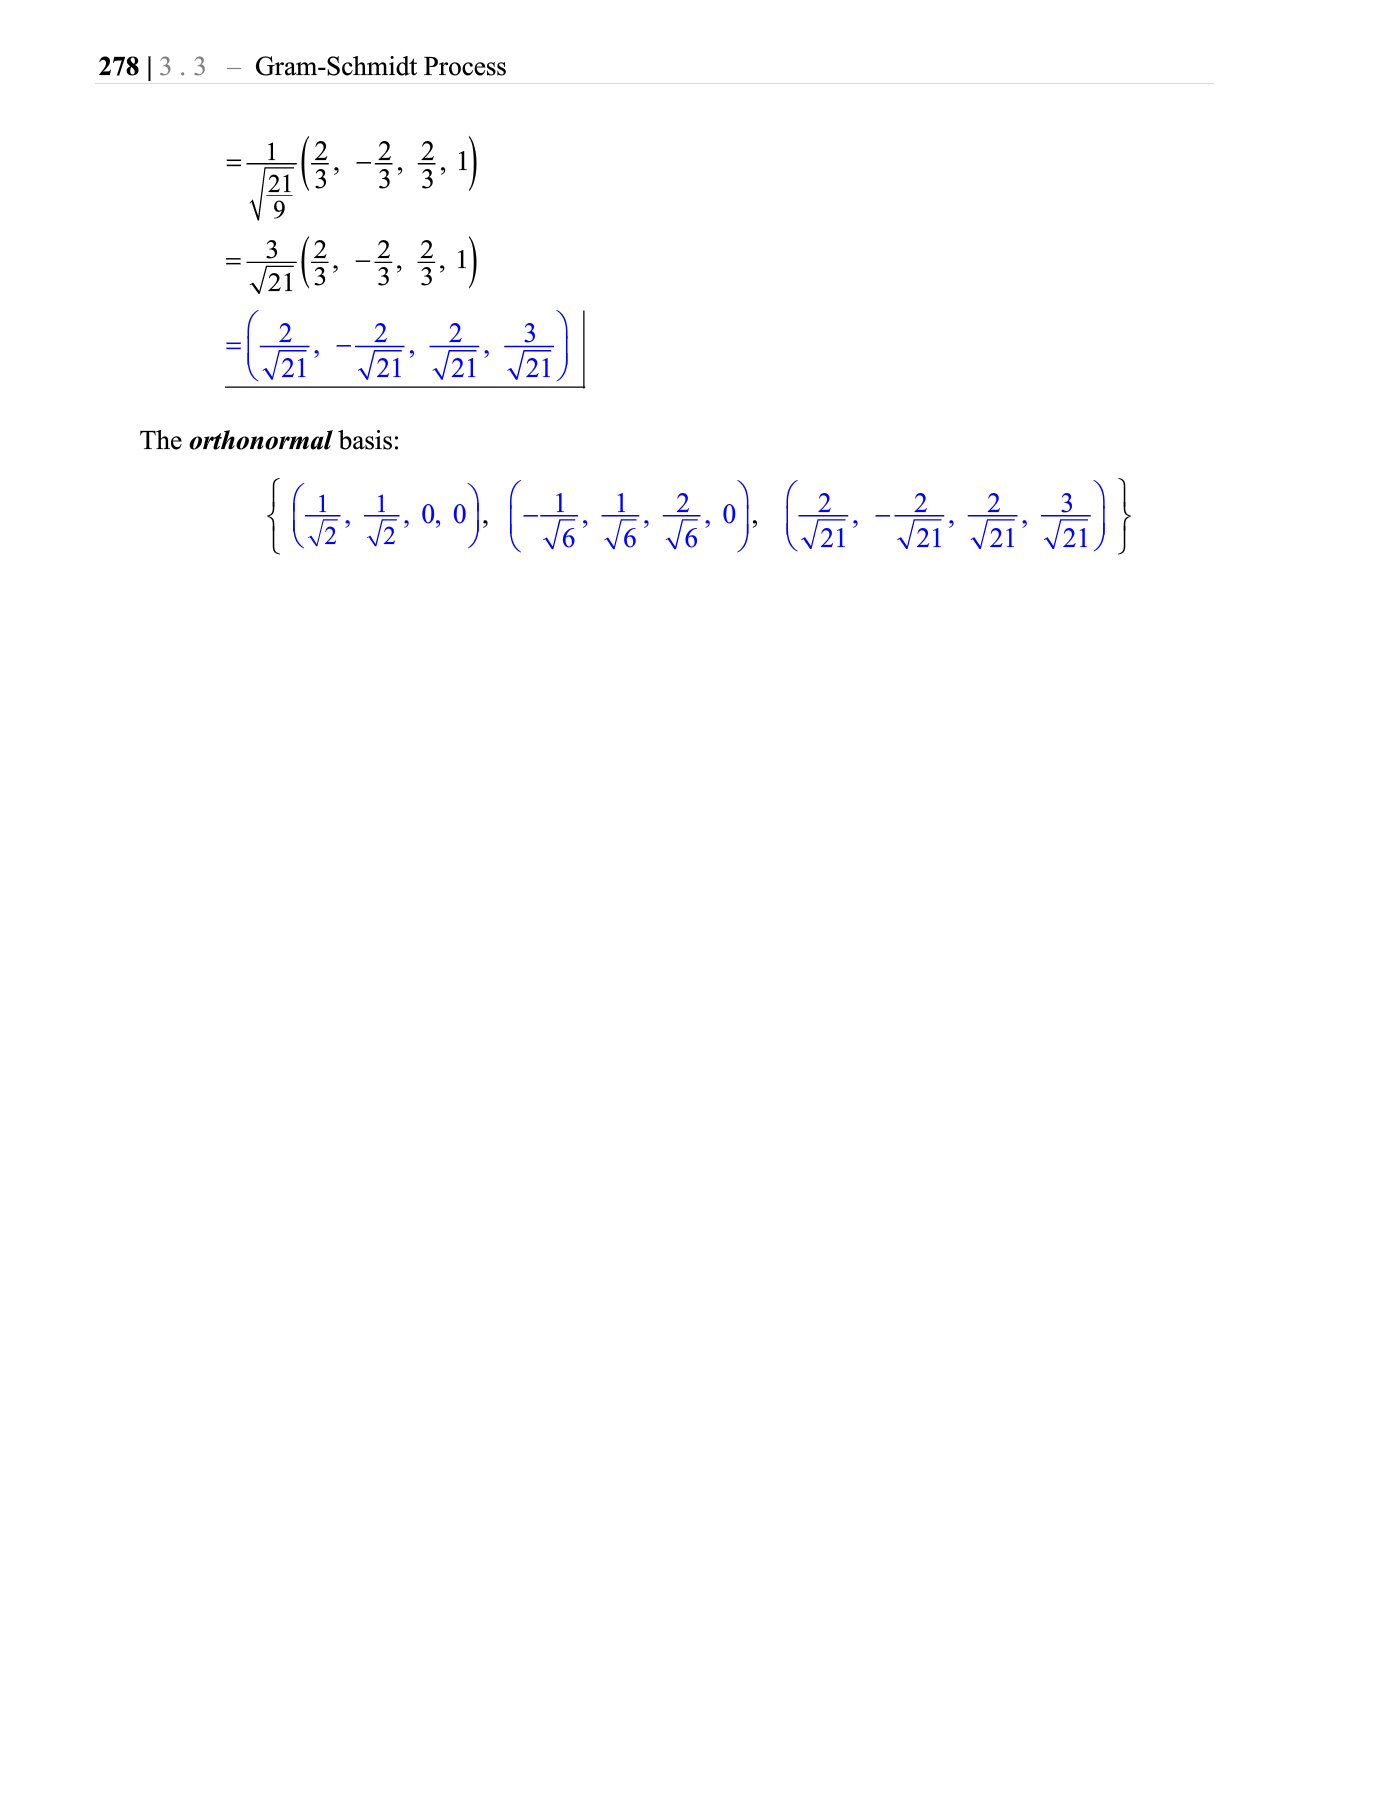 278 | 3 . 3 – Gram-Schmidt Process
= \frac{1}{\sqrt{\frac{21}{9}}} \left( \frac{2}{3}, -\frac{2}{3}, \frac{2}{3}, 1 \right)
= \frac{3}{\sqrt{21}} \left( \frac{2}{3}, -\frac{2}{3}, \frac{2}{3}, 1 \right)
= \left( \frac{2}{\sqrt{21}}, -\frac{2}{\sqrt{21}}, \frac{2}{\sqrt{21}}, \frac{3}{\sqrt{21}} \right)
The orthonormal basis:
\left\{ \left( \frac{1}{\sqrt{2}}, \frac{1}{\sqrt{2}}, 0, 0 \right), \left( -\frac{1}{\sqrt{6}}, \frac{1}{\sqrt{6}}, \frac{2}{\sqrt{6}}, 0 \right), \left( \frac{2}{\sqrt{21}}, -\frac{2}{\sqrt{21}}, \frac{2}{\sqrt{21}}, \frac{3}{\sqrt{21}} \right) \right\}